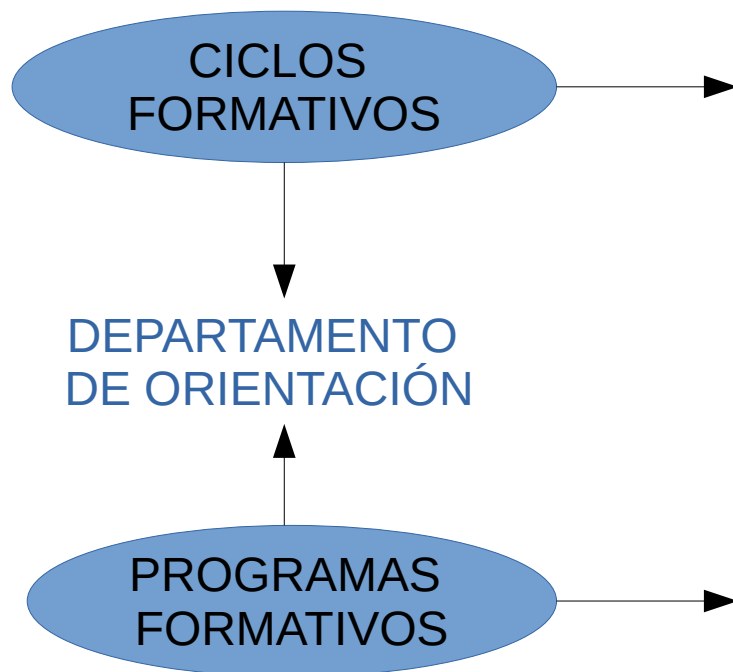 CICLOS
FORMATIVOS
DEPARTAMENTO
DE ORIENTACIÓN
PROGRAMAS
FORMATIVOS